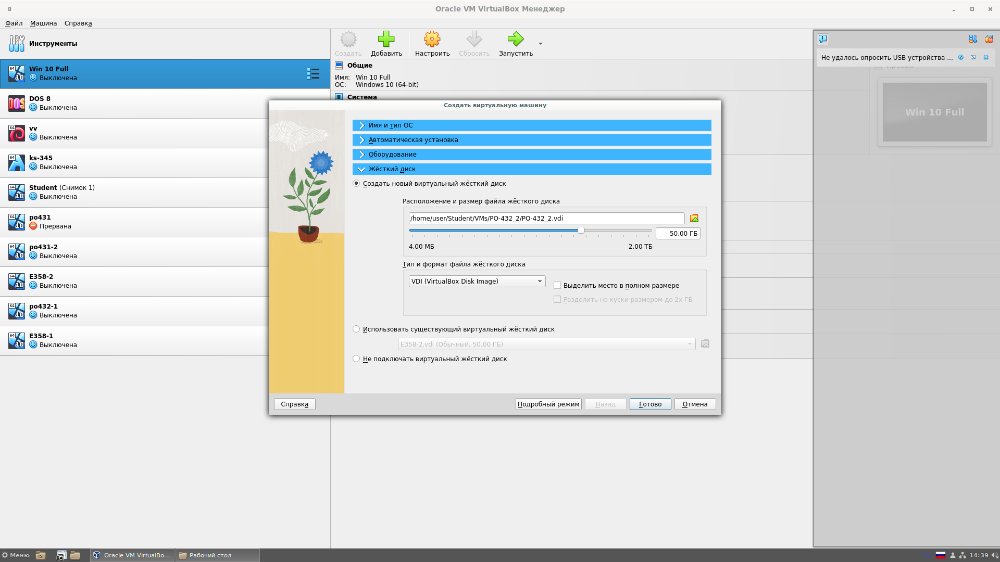 Oracle VM VirtualBox Менеджер
Файл Машина Справка
Инструменты
Создать Добавить Настроить Сбросить Запустить
Win 10 Full
Выключена
DOS 8
Выключена
vv
Выключена
ks-345
Выключена
Student (Снимок 1)
Выключена
po431
Прервана
po431-2
Выключена
E358-2
Выключена
po432-1
Выключена
E358-1
Выключена
Общие
Имя: Win 10 Full
ОС: Windows 10 (64-bit)
Система
Не удалось опросить USB устройства ...
Win 10 Full
Создать виртуальную машину
Имя и тип ОС
Автоматическая установка
Оборудование
Жёсткий диск
Создать новый виртуальный жёсткий диск
Расположение и размер файла жёсткого диска
/home/user/Student/VMs/PO-432_2/PO-432_2.vdi
50,00 ГБ
4,00 МБ 2,00 ТБ
Тип и формат файла жёсткого диска
VDI (VirtualBox Disk Image)
Выделить место в полном размере
Разделить на куски размером до 2х ГБ
Использовать существующий виртуальный жёсткий диск
E358-2.vdi (Обычный, 50,00 ГБ)
Не подключать виртуальный жёсткий диск
Справка Подробный режим Назад Готово Отмена
Меню Oracle VM VirtualBo... Рабочий стол 14:39